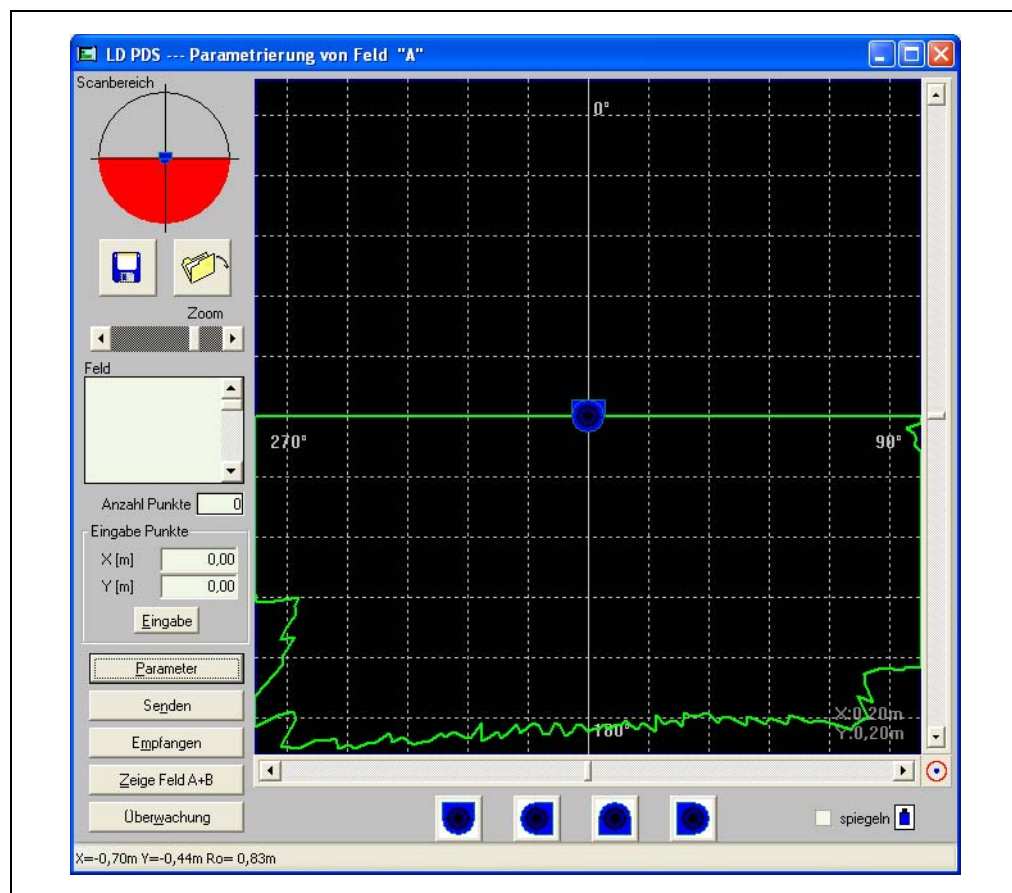 LD PDS --- Parametrierung von Feld "A"
Scanbereich
0°
Zoom
Feld
270°
90°
Anzahl Punkte 0
Eingabe Punkte
X [m] 0,00
Y [m] 0,00
Eingabe
Parameter
Senden
X:0,20m
180°
Y:0,20m
Empfangen
Zeige Feld A+B
Überwachung
spiegeln
X=-0,70m Y=-0,44m Ro= 0,83m